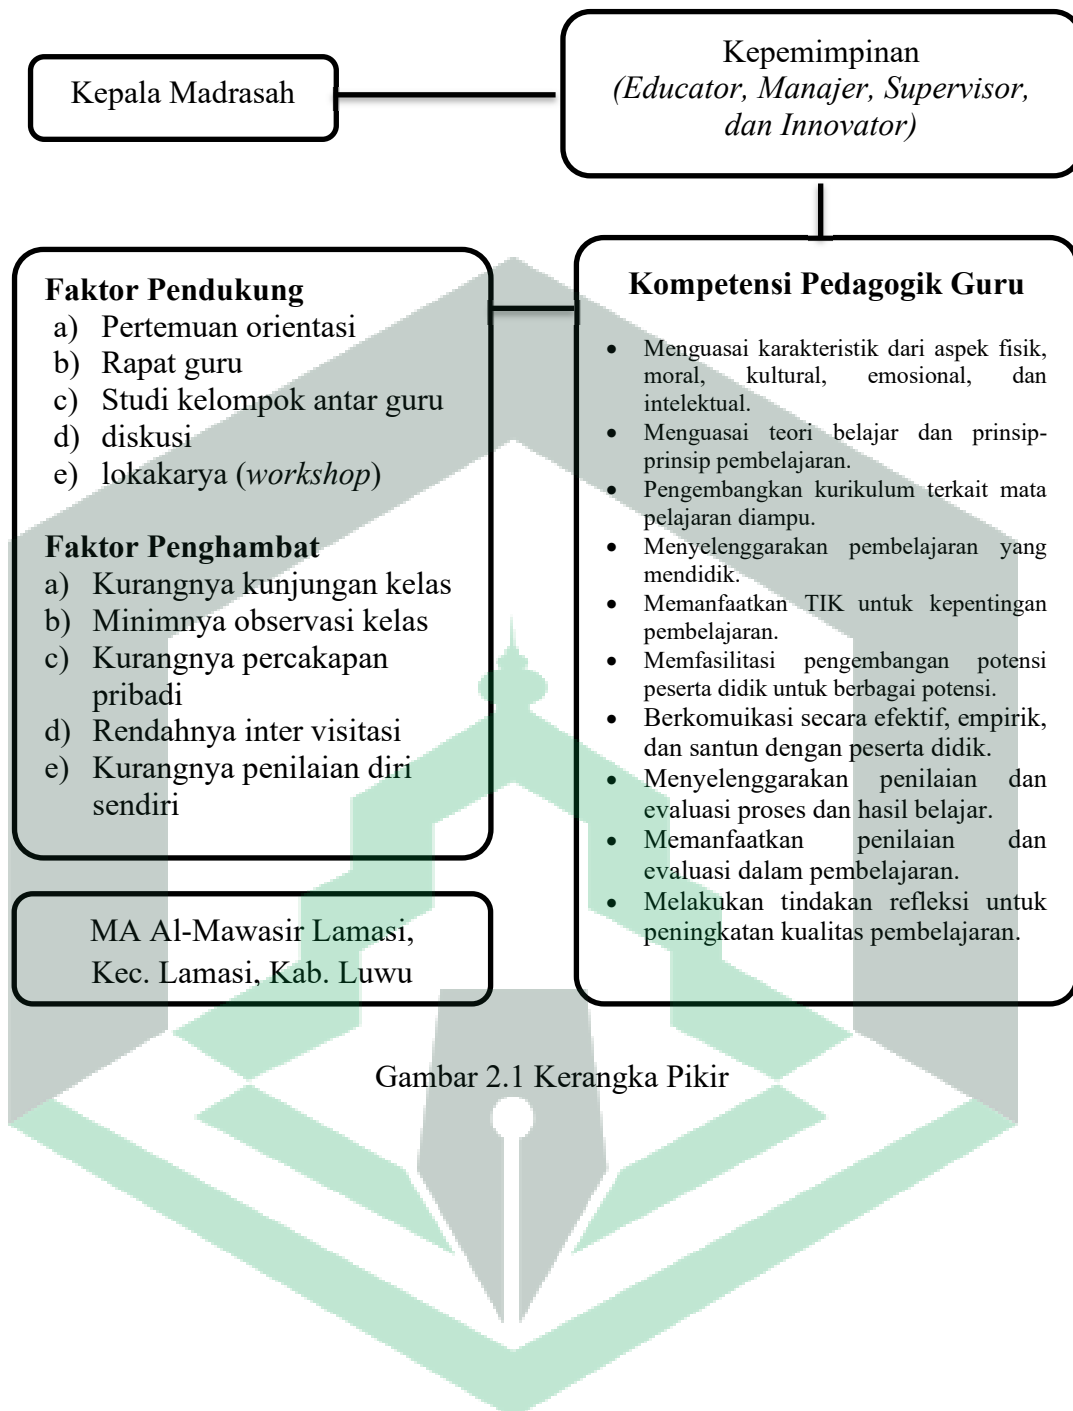 Kepala Madrasah
Kepemimpinan
(Educator, Manajer, Supervisor,
dan Innovator)
Faktor Pendukung
a) Pertemuan orientasi
b) Rapat guru
c) Studi kelompok antar guru
d) diskusi
e) lokakarya (workshop)
Faktor Penghambat
a) Kurangnya kunjungan kelas
b) Minimnya observasi kelas
c) Kurangnya percakapan
pribadi
d) Rendahnya inter visitasi
e) Kurangnya penilaian diri
sendiri
Kompetensi Pedagogik Guru
• Menguasai karakteristik dari aspek fisik,
moral, kultural, emosional, dan
intelektual.
• Menguasai teori belajar dan prinsip-
prinsip pembelajaran.
• Pengembangkan kurikulum terkait mata
pelajaran diampu.
• Menyelenggarakan pembelajaran yang
mendidik.
• Memanfaatkan TIK untuk kepentingan
pembelajaran.
• Memfasilitasi pengembangan potensi
peserta didik untuk berbagai potensi.
• Berkomuikasi secara efektif, empirik,
dan santun dengan peserta didik.
• Menyelenggarakan penilaian dan
evaluasi proses dan hasil belajar.
• Memanfaatkan penilaian dan
evaluasi dalam pembelajaran.
• Melakukan tindakan refleksi untuk
peningkatan kualitas pembelajaran.
MA Al-Mawasir Lamasi,
Kec. Lamasi, Kab. Luwu
Gambar 2.1 Kerangka Pikir